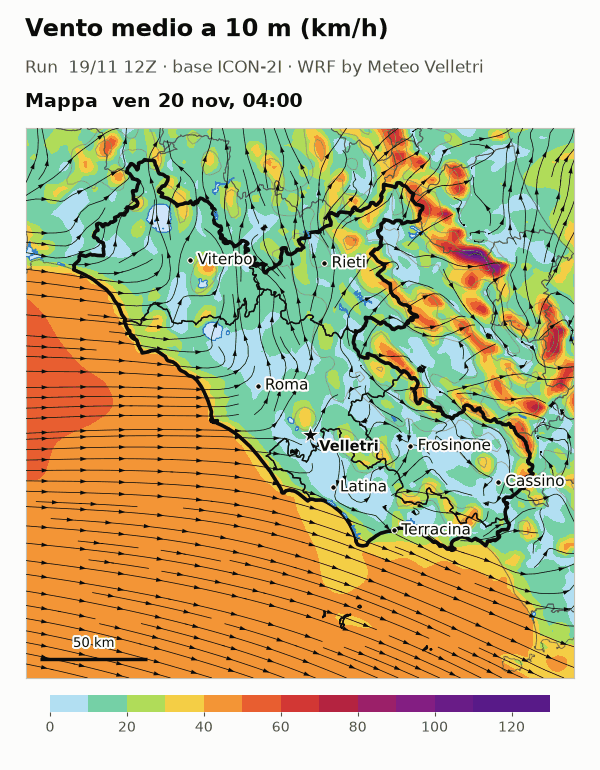 Vento medio a 10 m (km/h)
Run  19/11 12Z · base ICON-2I · WRF by Meteo Velletri
Mappa  ven 20 nov, 04:00
Viterbo
Rieti
Roma
Velletri
Frosinone
Latina
Cassino
Terracina
50 km
0 20 40 60 80 100 120